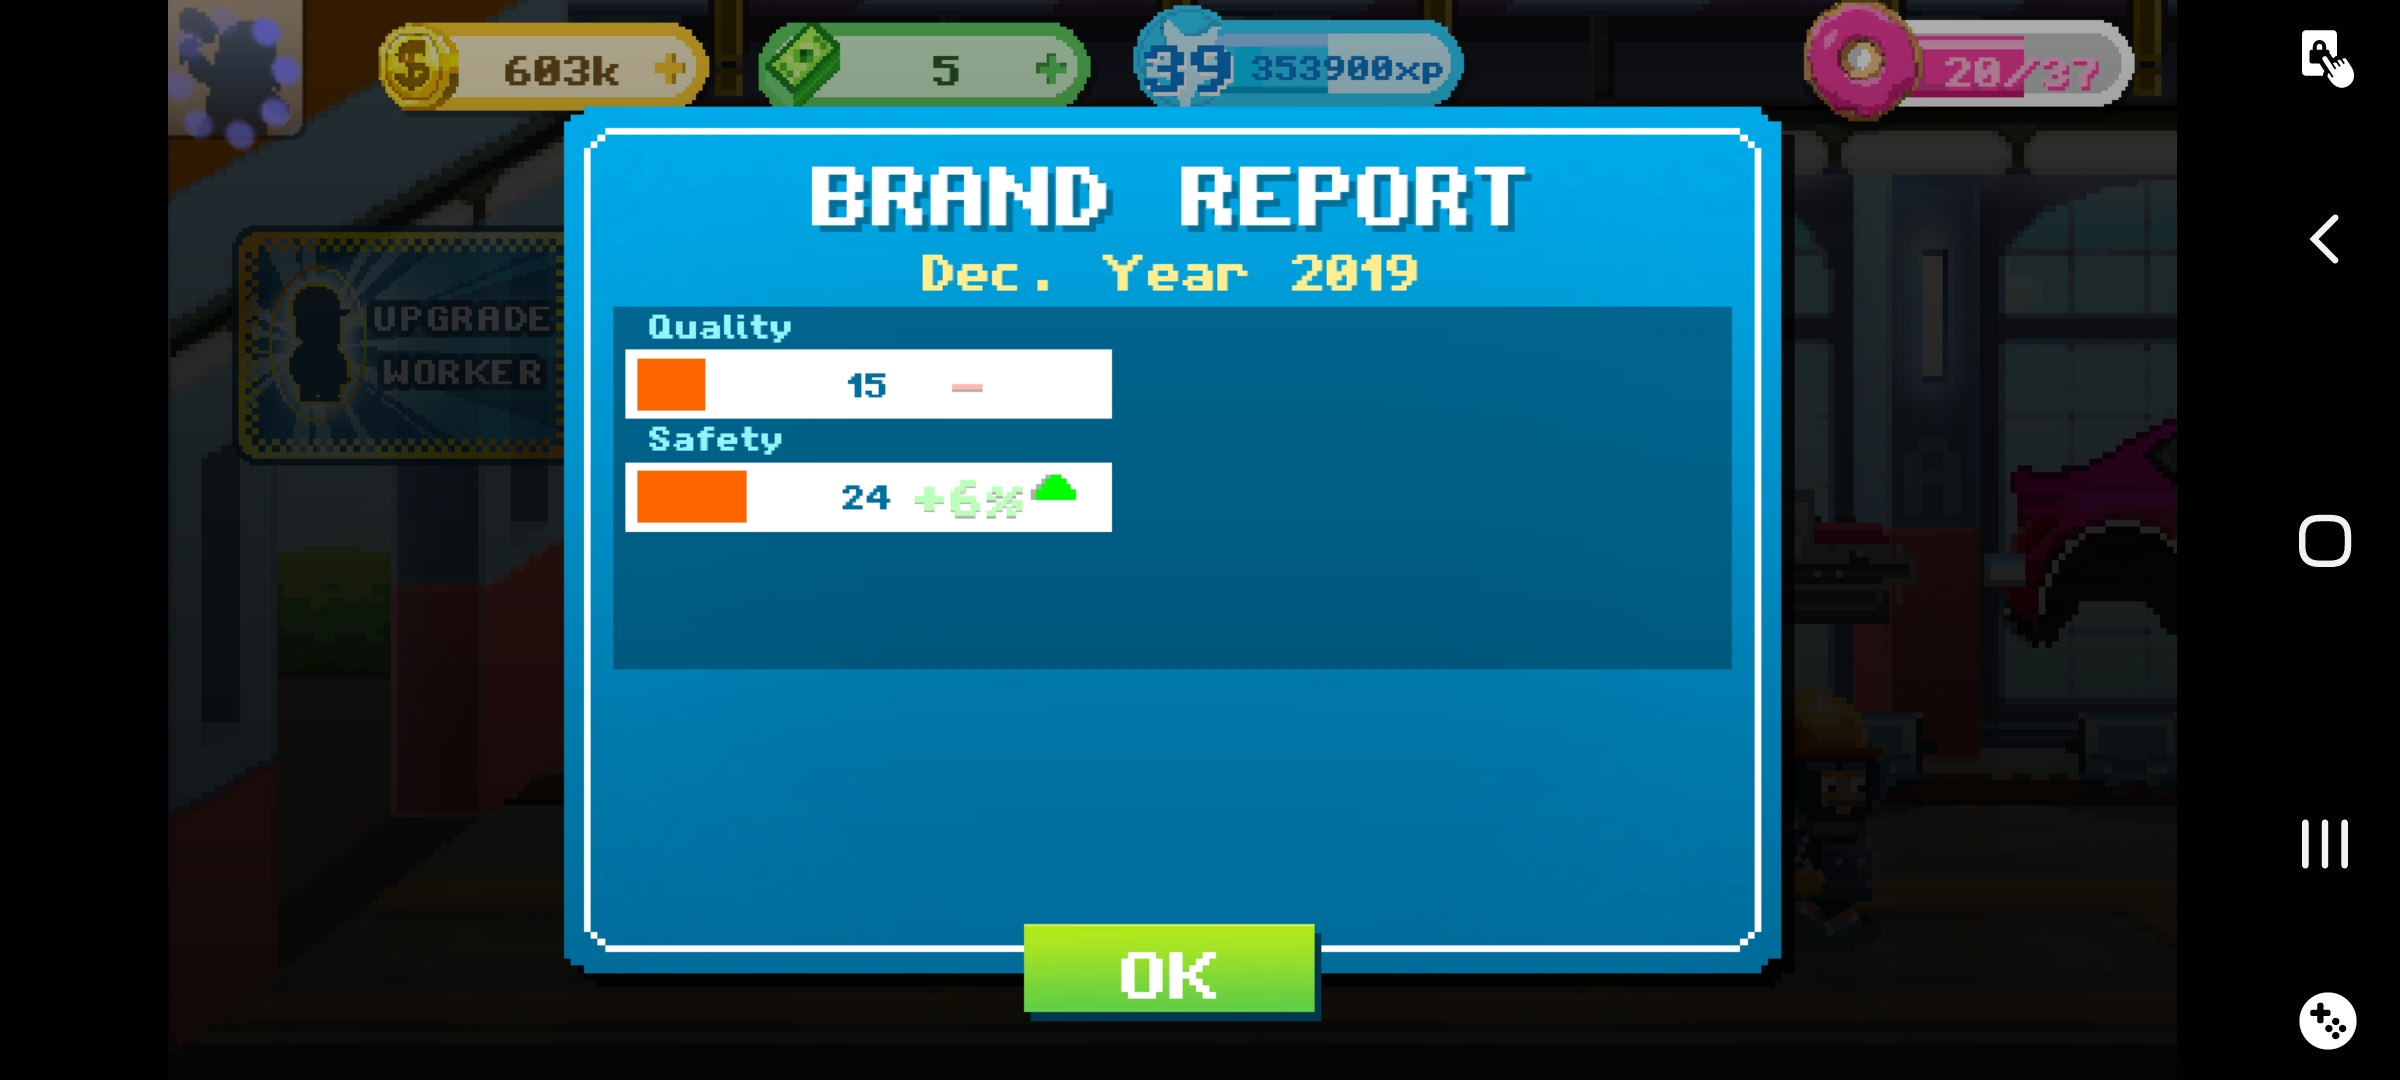 603k +
5 +
39 353900xp
20/37
BRAND REPORT
Dec. Year 2019
UPGRADE
WORKER
Quality
15 —
Safety
24 +6%
OK